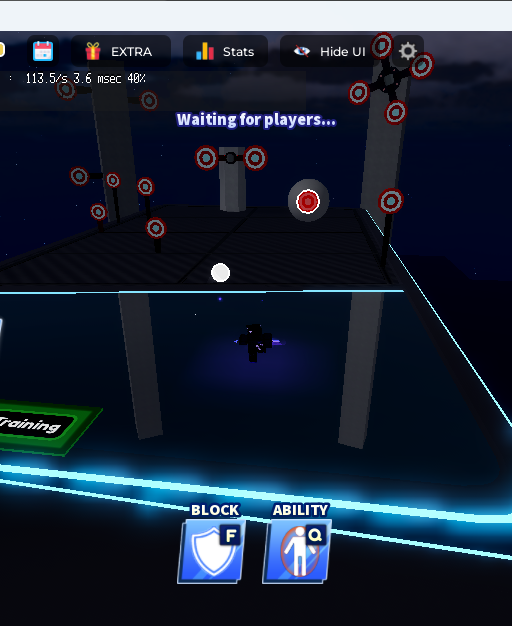 EXTRA
Stats
Hide UI
: 113.5/s 3.6 msec 40%
Waiting for players...
Training
BLOCK
ABILITY
F
Q